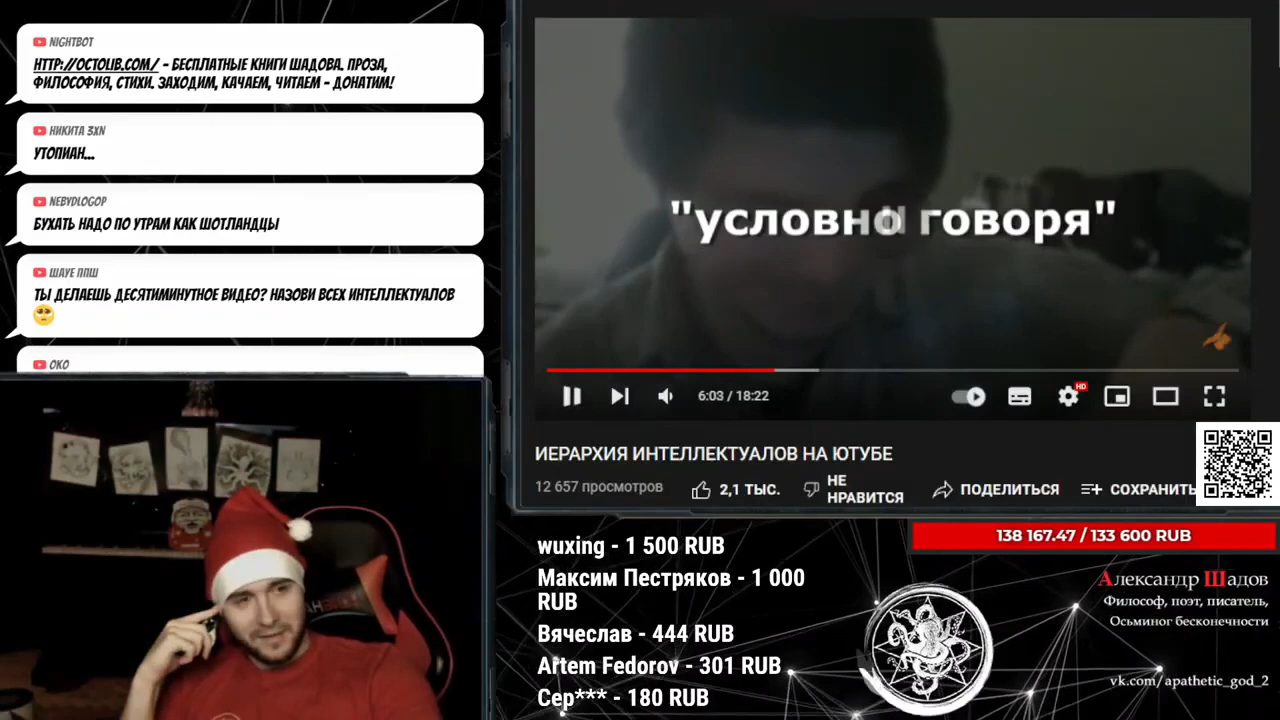 NIGHTBOT
HTTP://OCTOLIB.COM/ - БЕСПЛАТНЫЕ КНИГИ ШАДОВА. ПРОЗА,
ФИЛОСОФИЯ, СТИХИ. ЗАХОДИМ, КАЧАЕМ, ЧИТАЕМ - ДОНАТИМ!
НИКИТА 3XN
УТОПИАН...
NEBYDLOGOP
БУХАТЬ НАДО ПО УТРАМ КАК ШОТЛАНДЦЫ
ШАУЕ ППШ
ТЫ ДЕЛАЕШЬ ДЕСЯТИМИНУТНОЕ ВИДЕО? НАЗОВИ ВСЕХ ИНТЕЛЛЕКТУАЛОВ
ОКО
"условно говоря"
6:03 / 18:22
HD
ИЕРАРХИЯ ИНТЕЛЛЕКТУАЛОВ НА ЮТУБЕ
12 657 просмотров
2,1 ТЫС.
НЕ
НРАВИТСЯ
ПОДЕЛИТЬСЯ
СОХРАНИТЬ
138 167.47 / 133 600 RUB
wuxing - 1 500 RUB
Максим Пестряков - 1 000
RUB
Вячеслав - 444 RUB
Artem Fedorov - 301 RUB
Сер*** - 180 RUB
Александр Шадов
Философ, поэт, писатель,
Осьминог бесконечности
vk.com/apathetic_god_2